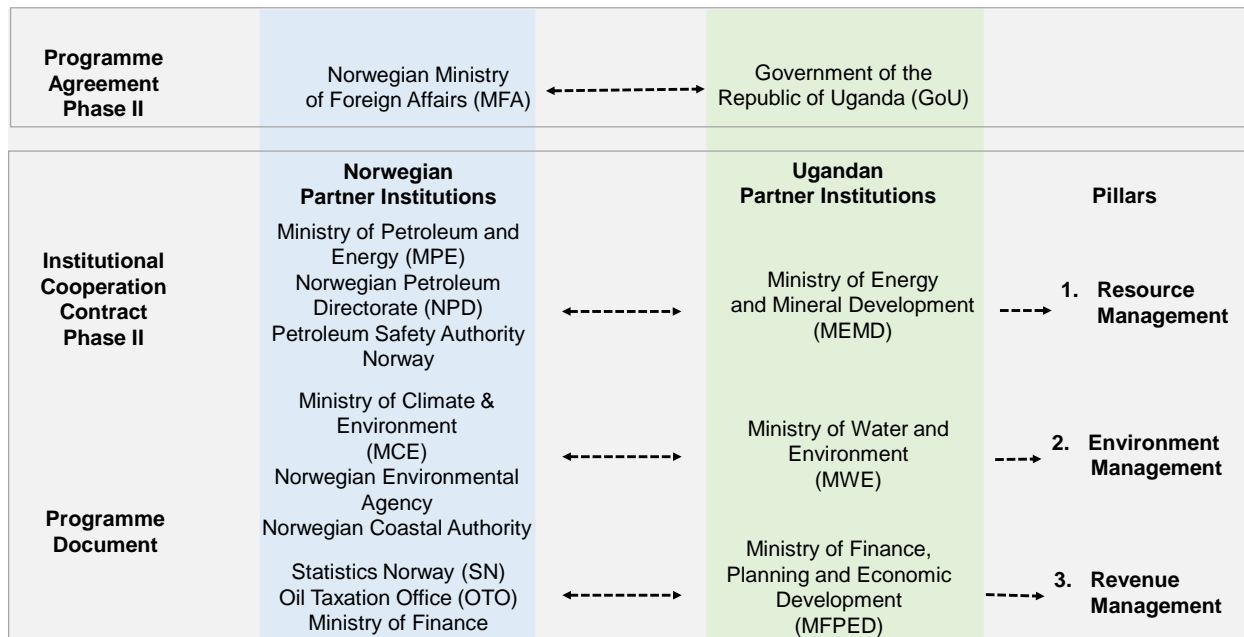 Programme
Agreement
Phase II
Norwegian Ministry
of Foreign Affairs (MFA)
Government of the
Republic of Uganda (GoU)
Norwegian
Partner Institutions
Ugandan
Partner Institutions
Pillars
Institutional
Cooperation
Contract
Phase II
Ministry of Petroleum and
Energy (MPE)
Norwegian Petroleum
Directorate (NPD)
Petroleum Safety Authority
Norway
Ministry of Energy
and Mineral Development
(MEMD)
1. Resource
Management
Programme
Document
Ministry of Climate &
Environment
(MCE)
Norwegian Environmental
Agency
Norwegian Coastal Authority
Ministry of Water and
Environment
(MWE)
2. Environment
Management
Statistics Norway (SN)
Oil Taxation Office (OTO)
Ministry of Finance
Ministry of Finance,
Planning and Economic
Development
(MFPED)
3. Revenue
Management